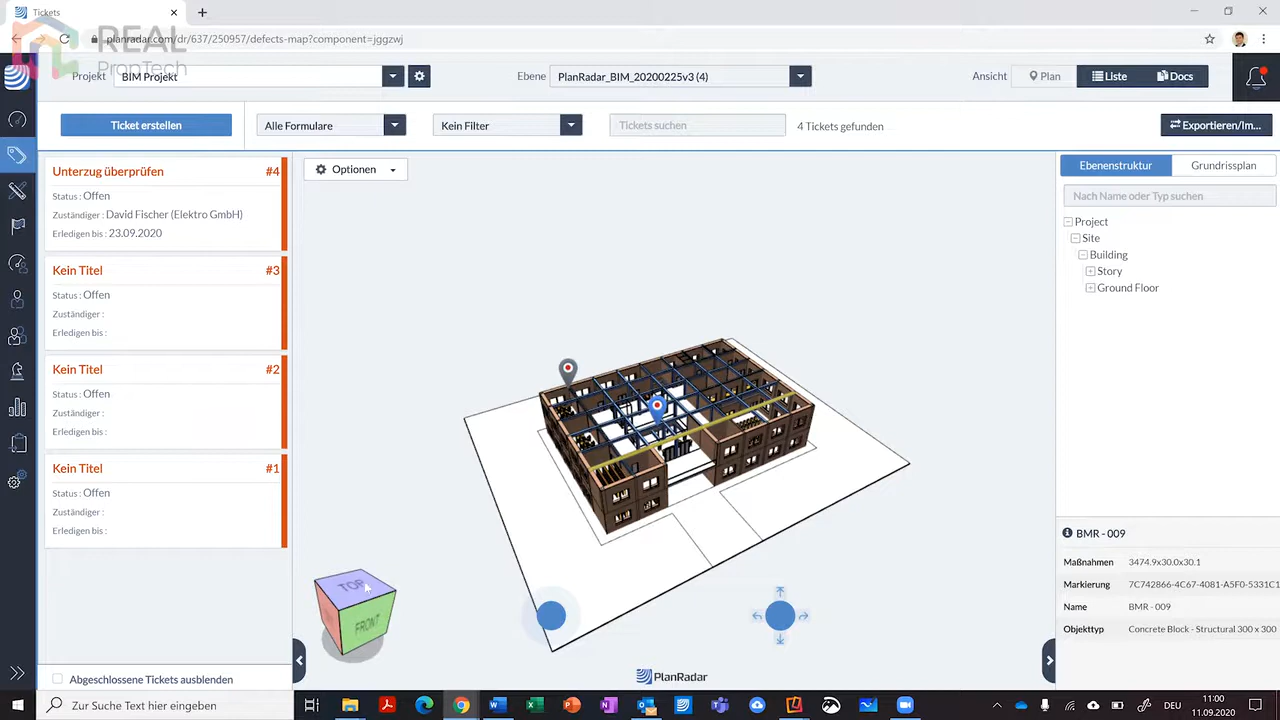 Tickets
REAL
PropTech
planradar.com/dr/637/250957/defects-map?component=jggzwj
Projekt
BIM Projekt
Ebene
PlanRadar_BIM_20200225v3 (4)
Ansicht
Plan
Liste
Docs
Ticket erstellen
Alle Formulare
Kein Filter
Tickets suchen
4 Tickets gefunden
Exportieren/Im...
Unterzug überprüfen #4
Status : Offen
Zuständiger : David Fischer (Elektro GmbH)
Erledigen bis : 23.09.2020
Kein Titel #3
Status : Offen
Zuständiger :
Erledigen bis :
Kein Titel #2
Status : Offen
Zuständiger :
Erledigen bis :
Kein Titel #1
Status : Offen
Zuständiger :
Erledigen bis :
Abgeschlossene Tickets ausblenden
Optionen
TOP
FRONT
PlanRadar
Ebenenstruktur
Grundrissplan
Nach Name oder Typ suchen
Project
Site
Building
Story
Ground Floor
BMR - 009
Maßnahmen 3474.9x30.0x30.1
Markierung 7C742866-4C67-4081-A5F0-5331C1
Name BMR - 009
Objekttyp Concrete Block - Structural 300 x 300
Zur Suche Text hier eingeben
DEU
11:00
11.09.2020